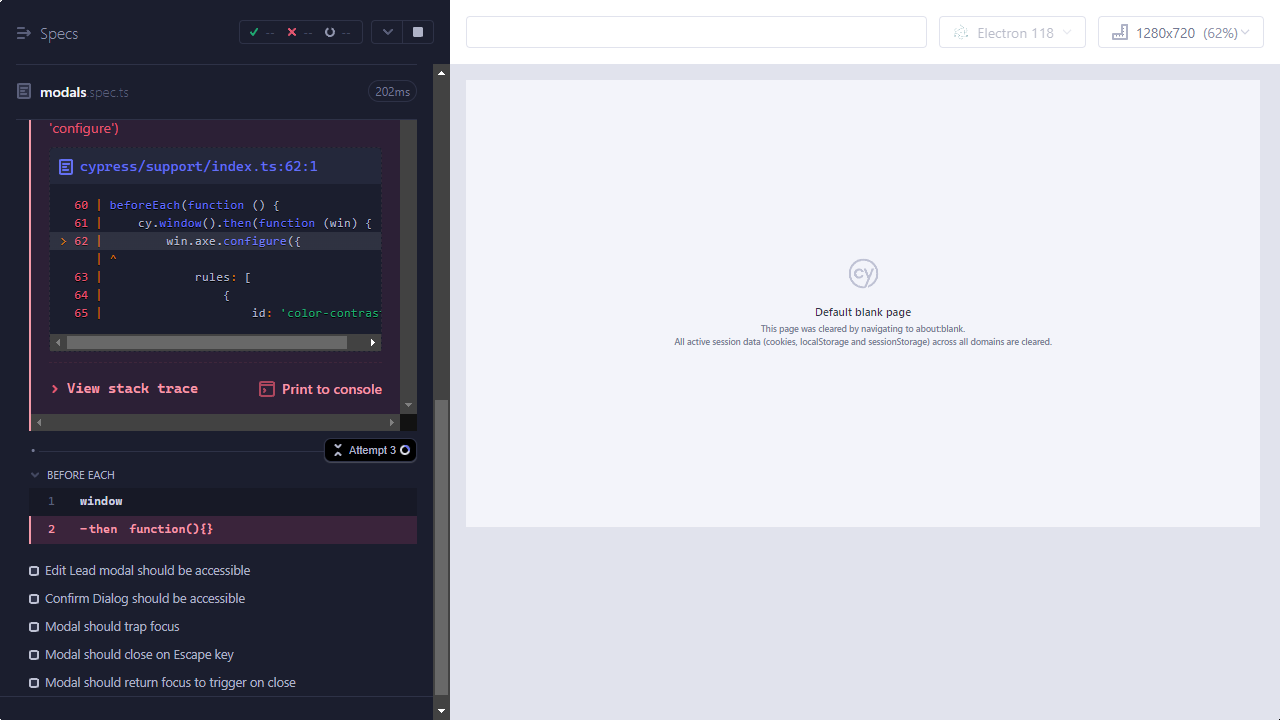 Specs
-- -- --
Electron 118
1280x720 (62%)
modals.spec.ts
202ms
'configure')
cypress/support/index.ts:62:1
60 | beforeEach(function () {
61 | cy.window().then(function (win) {
> 62 | win.axe.configure({
| ^
63 | rules: [
64 | {
65 | id: 'color-contras
View stack trace
Print to console
Attempt 3
BEFORE EACH
1 window
2 -then function(){}
Edit Lead modal should be accessible
Confirm Dialog should be accessible
Modal should trap focus
Modal should close on Escape key
Modal should return focus to trigger on close
cy
Default blank page
This page was cleared by navigating to about:blank.
All active session data (cookies, localStorage and sessionStorage) across all domains are cleared.